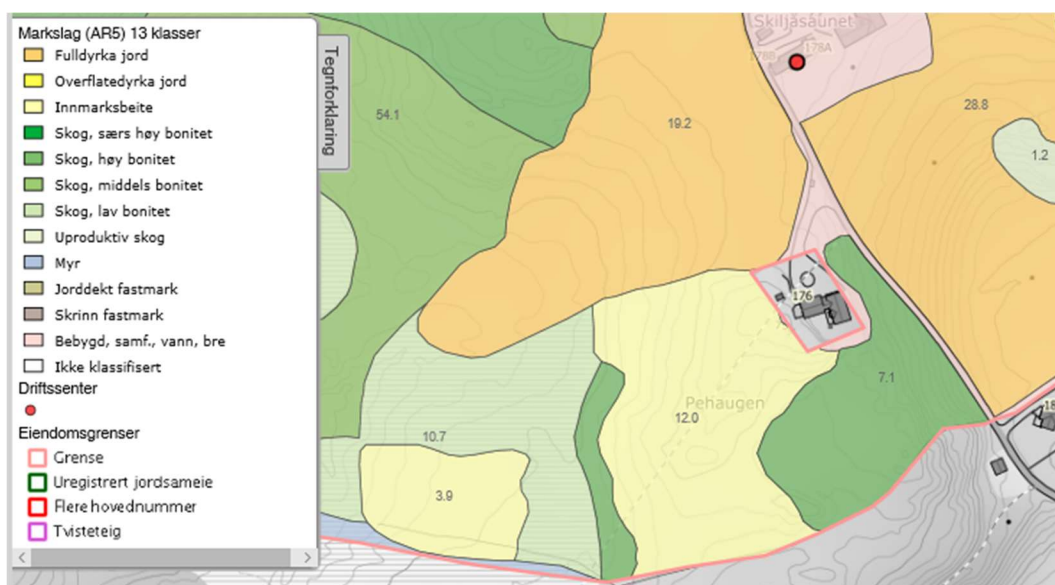 Markslag (AR5) 13 klasser
Fulldyrka jord
Overflatedyrka jord
Innmarksbeite
Skog, særs høy bonitet
Skog, høy bonitet
Skog, middels bonitet
Skog, lav bonitet
Uproduktiv skog
Myr
Jorddekt fastmark
Skrinn fastmark
Bebygd, samf., vann, bre
Ikke klassifisert
Driftssenter
Eiendomsgrenser
Grense
Uregistrert jordsameie
Flere hovednummer
Tvisteteig
Tegnforklaring
Skiljåsaunet
178A
178B
54.1
19.2
28.8
1.2
176
7.1
Pehaugen
12.0
10.7
3.9